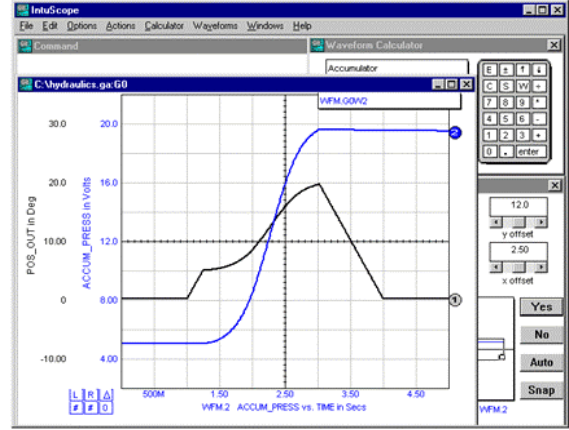 IntuScope
File Edit Options Actions Calculator Waveforms Windows Help
Command
Waveform Calculator
Accumulator
C:\hydraulics.ga:G0
WFM.G0W2
E ± ↑ ↓
C S W ÷
7 8 9 *
4 5 6 -
1 2 3 +
0 . enter
30.0 20.0
20.0 16.0
10.00 12.0
0 8.00
-10.00 4.00
POS_OUT in Deg
ACCUM_PRESS in Volts
2
1
12.0
y offset
2.50
x offset
Yes
No
Auto
Snap
L R Δ
# # 0
500M 1.50 2.50 3.50 4.50
WFM.2 ACCUM_PRESS vs. TIME in Secs
WFM.2